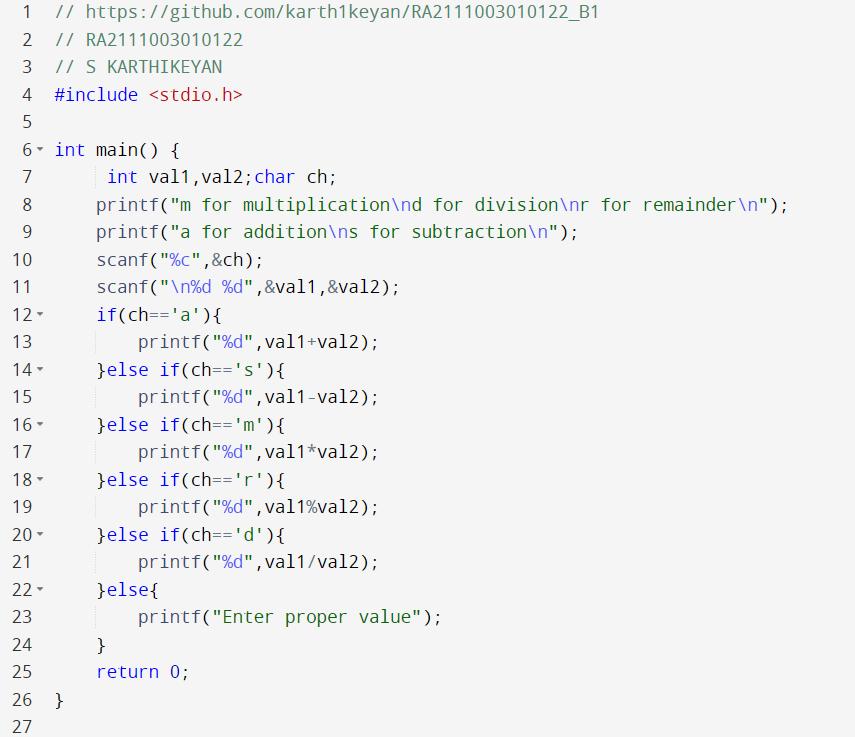 1 // https://github.com/karth1keyan/RA2111003010122_B1
2 // RA2111003010122
3 // S KARTHIKEYAN
4 #include <stdio.h>
5
6 int main() {
7      int val1,val2;char ch;
8     printf("m for multiplication\nd for division\nr for remainder\n");
9     printf("a for addition\ns for subtraction\n");
10     scanf("%c",&ch);
11     scanf("\n%d %d",&val1,&val2);
12     if(ch=='a'){
13         printf("%d",val1+val2);
14     }else if(ch=='s'){
15         printf("%d",val1-val2);
16     }else if(ch=='m'){
17         printf("%d",val1*val2);
18     }else if(ch=='r'){
19         printf("%d",val1%val2);
20     }else if(ch=='d'){
21         printf("%d",val1/val2);
22     }else{
23         printf("Enter proper value");
24     }
25     return 0;
26 }
27